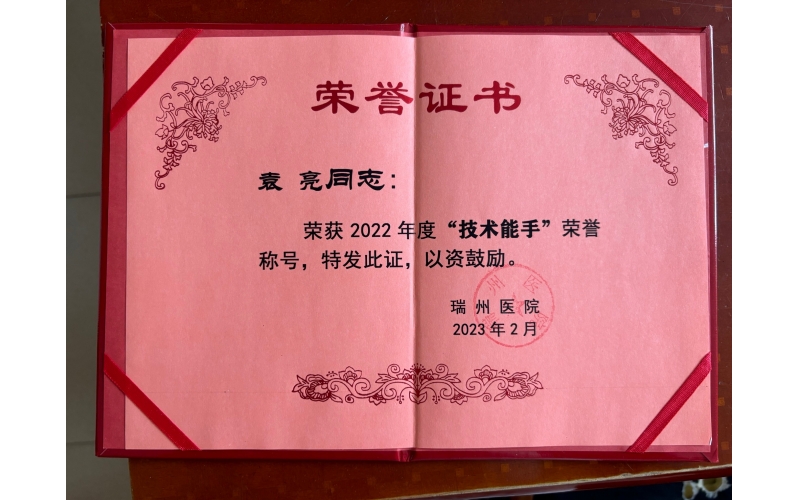 荣誉证书
袁 亮同志：
荣获 2022 年度“技术能手”荣誉
称号，特发此证，以资鼓励。
瑞 州 医 院
2023 年 2 月